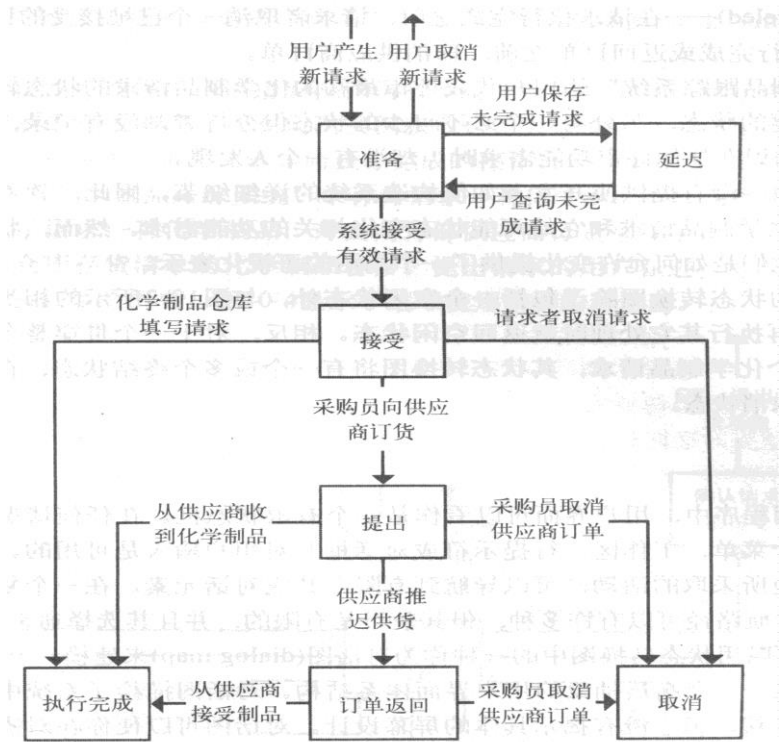 用户产生
新请求
用户取消
新请求
用户保存
未完成请求
准备
延迟
用户查询未完
成请求
系统接受
有效请求
化学制品仓库
填写请求
请求者取消请求
接受
采购员向供应
商订货
从供应商收
到化学制品
提出
采购员取消
供应商订单
供应商推
迟供货
执行完成
从供应商
接受制品
订单返回
采购员取消
供应商订单
取消